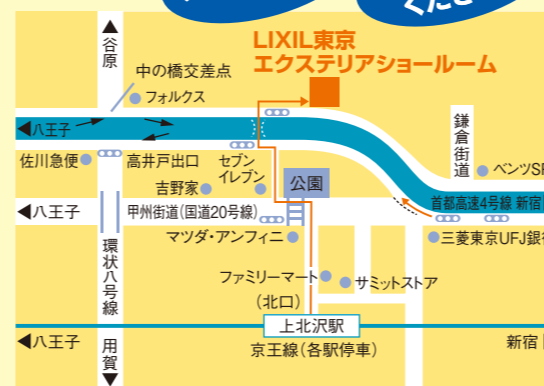 くださ
谷原
LIXIL東京
エクステリアショールーム
中の橋交差点
フォルクス
八王子
鎌倉街道
佐川急便
高井戸出口
セブン
イレブン
ベンツSP
吉野家
公園
首都高速4号線 新宿
八王子
甲州街道(国道20号線)
環状八号線
マツダ・アンフィニ
三菱東京UFJ銀行
ファミリーマート
サミットストア
(北口)
上北沢駅
八王子
京王線(各駅停車)
新宿
用賀